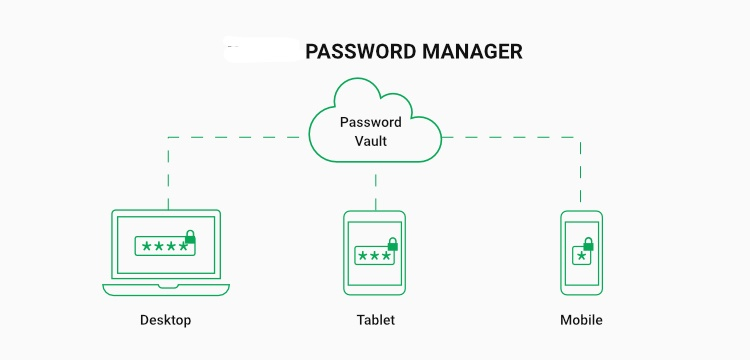 PASSWORD MANAGER
Password
Vault
****
***
*
Desktop
Tablet
Mobile